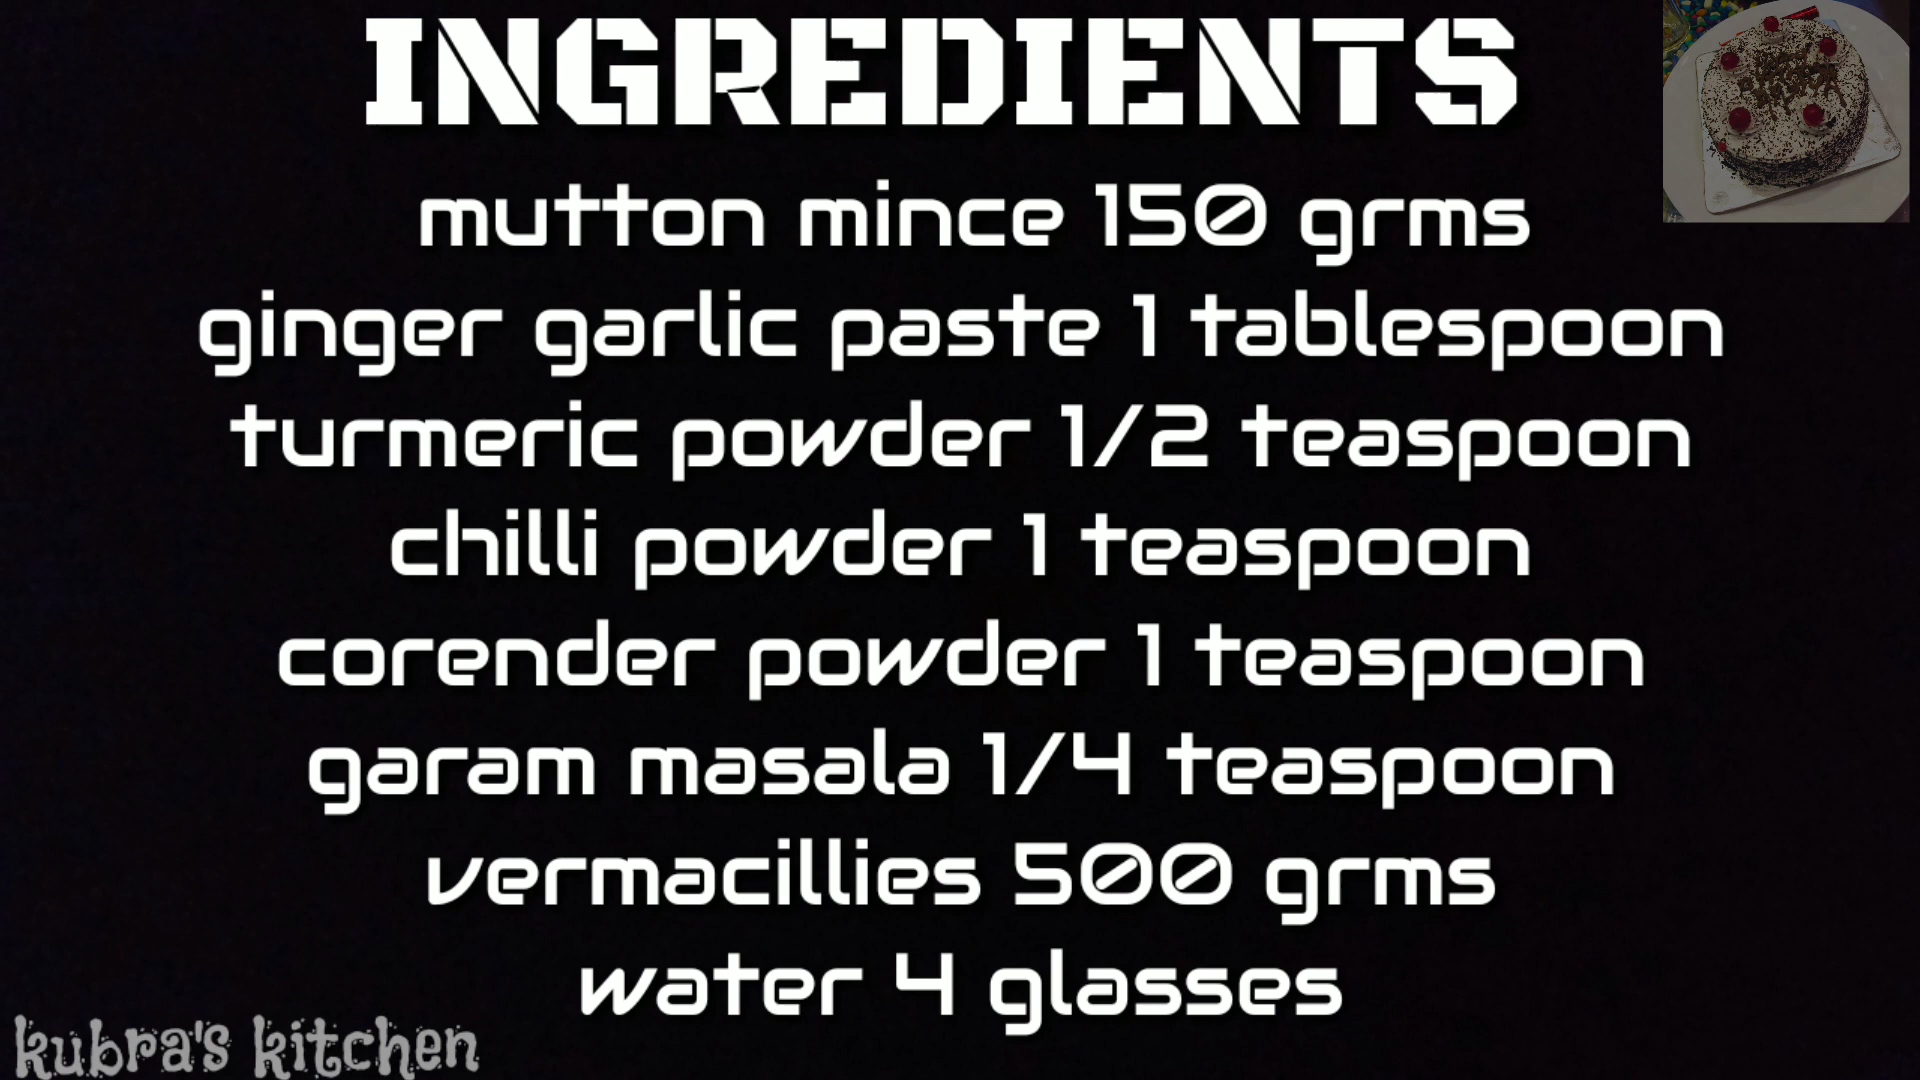 INGREDIENTS
mutton mince 150 grms
ginger garlic paste 1 tablespoon
turmeric powder 1/2 teaspoon
chilli powder 1 teaspoon
corender powder 1 teaspoon
garam masala 1/4 teaspoon
vermacillies 500 grms
water 4 glasses
kubra's kitchen